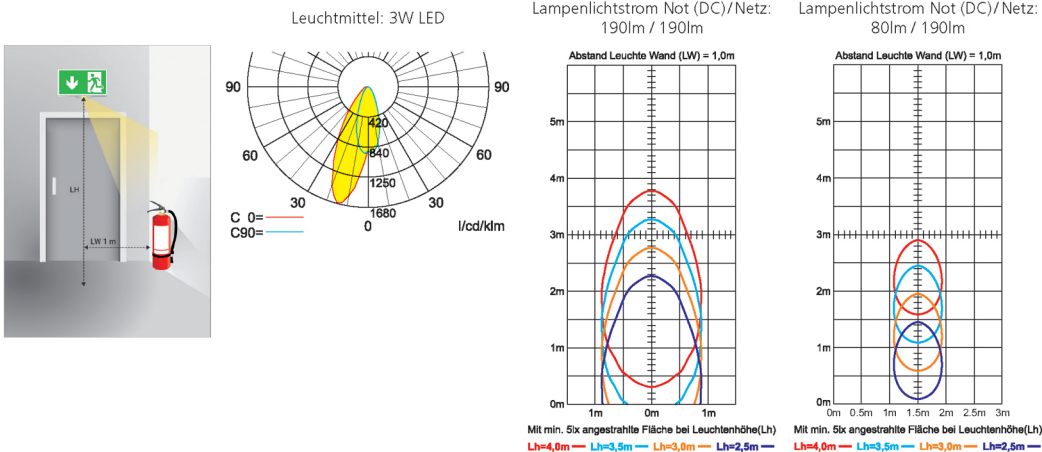 Leuchtmittel: 3W LED
Lampenlichtstrom Not (DC)/Netz:
190lm / 190lm
Lampenlichtstrom Not (DC)/Netz:
80lm / 190lm
LH
LW 1 m
90
90
60
60
30
30
0
420
840
1250
1680
C 0=
C90=
l/cd/klm
Abstand Leuchte Wand (LW) = 1,0m
5m
4m
3m
2m
1m
0m
1m
0m
1m
Mit min. 5lx angestrahlte Fläche bei Leuchtenhöhe(Lh)
Lh=4,0m
Lh=3,5m
Lh=3,0m
Lh=2,5m
Abstand Leuchte Wand (LW) = 1,0m
5m
4m
3m
2m
1m
0m
0m 0.5m 1m 1.5m 2m 2.5m 3m
Mit min. 5lx angestrahlte Fläche bei Leuchtenhöhe(Lh)
Lh=4,0m
Lh=3,5m
Lh=3,0m
Lh=2,5m